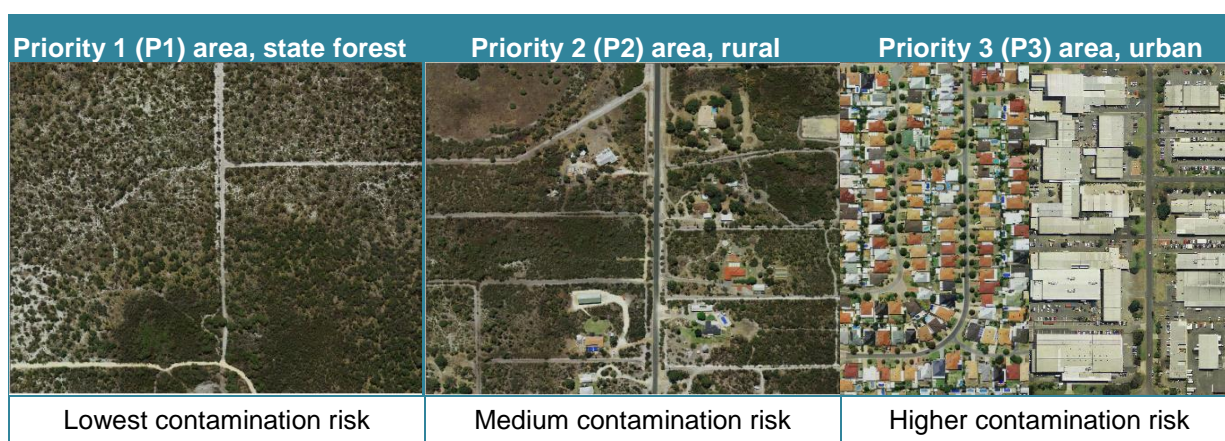 Priority 1 (P1) area, state forest
Priority 2 (P2) area, rural
Priority 3 (P3) area, urban
Lowest contamination risk
Medium contamination risk
Higher contamination risk